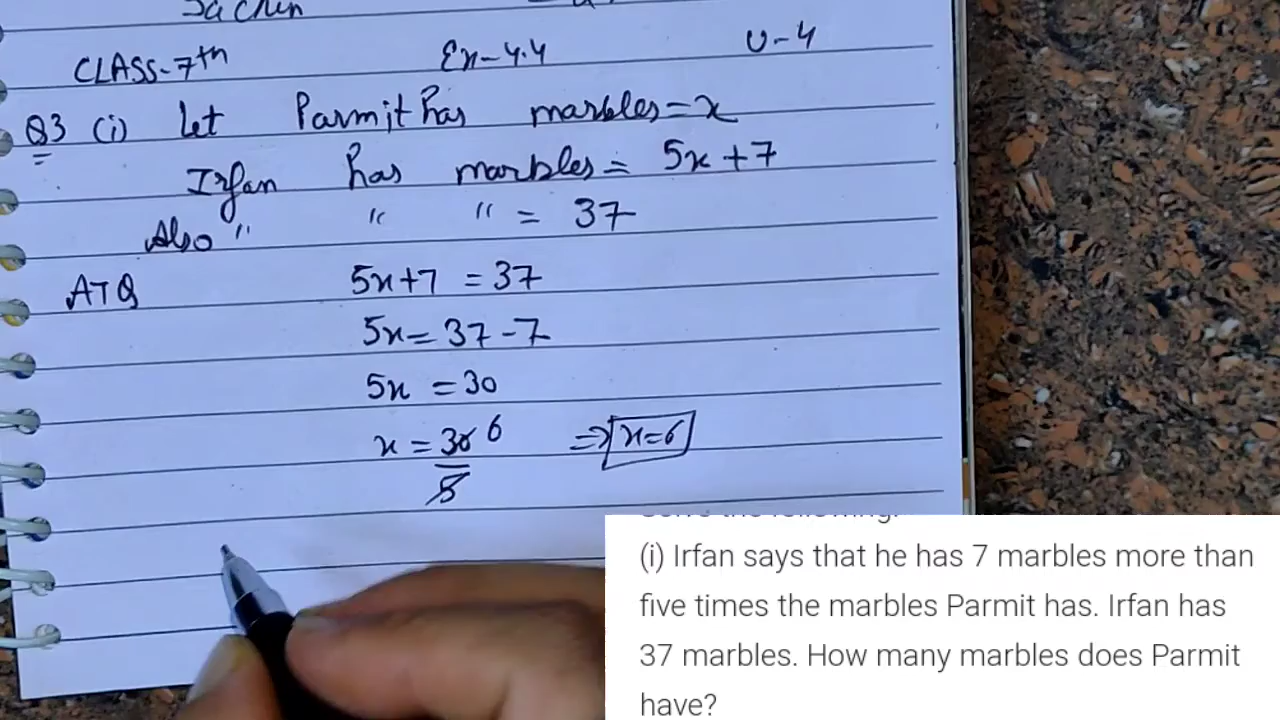 Sachin
CLASS-7th Ex-4.4 U-4
Q3 (i) Let Parmit has marbles = x
Irfan has marbles = 5x+7
Also " " " = 37
ATQ 5x+7 = 37
5x = 37-7
5x = 30
x = 30 6 => x=6
5
(i) Irfan says that he has 7 marbles more than
five times the marbles Parmit has. Irfan has
37 marbles. How many marbles does Parmit
have?